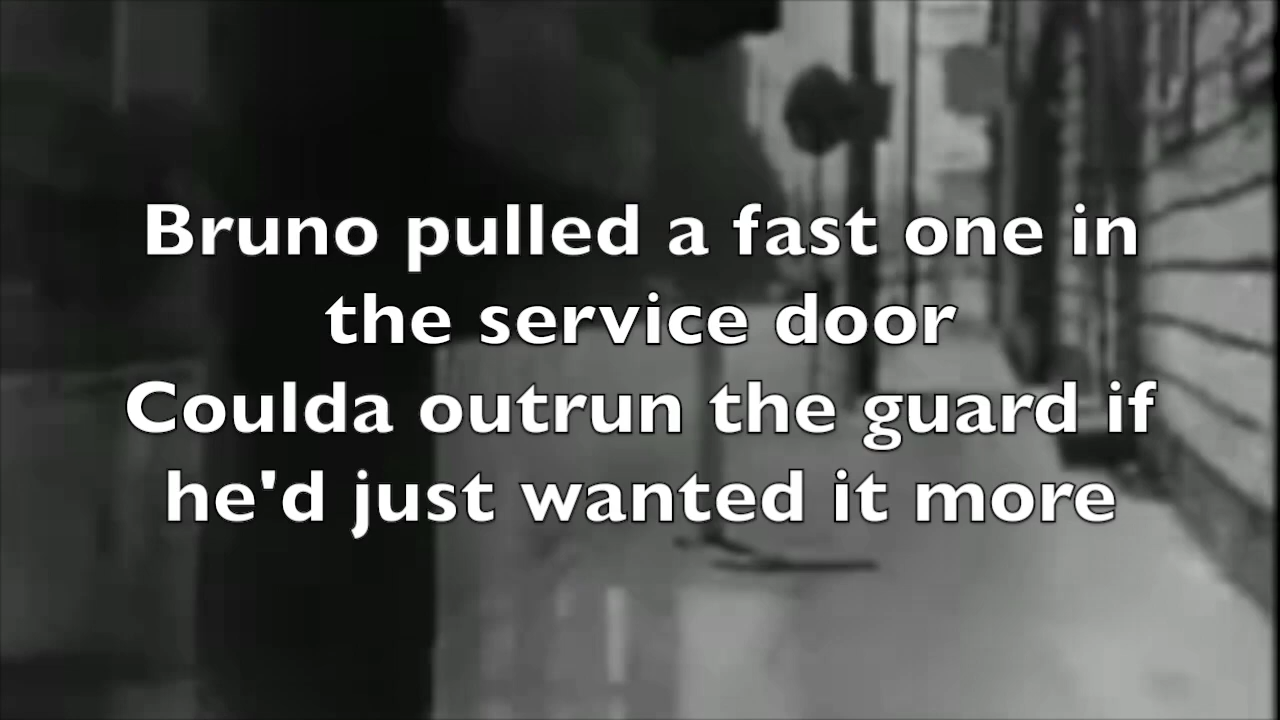 Bruno pulled a fast one in
the service door
Coulda outrun the guard if
he'd just wanted it more